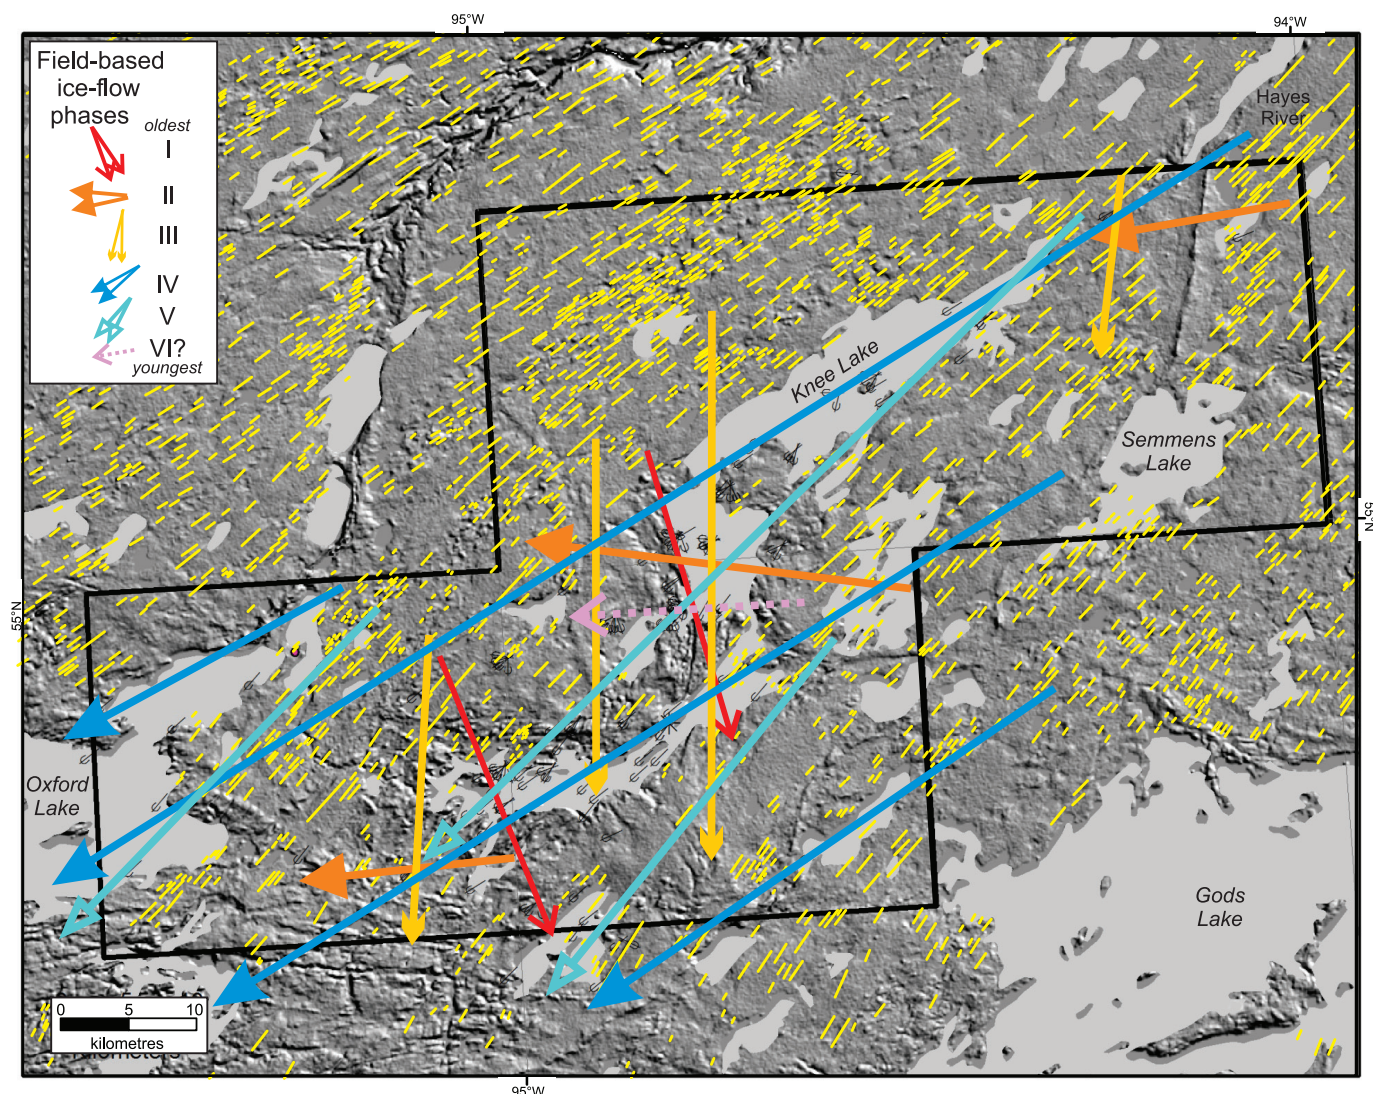 95°W
94°W
Field-based
ice-flow
phases
oldest
I
II
III
IV
V
VI?
youngest
Hayes
River
Knee Lake
Semmens
Lake
55°N
55°N
Oxford
Lake
Gods
Lake
0 5 10
kilometres
Kilometers
95°W